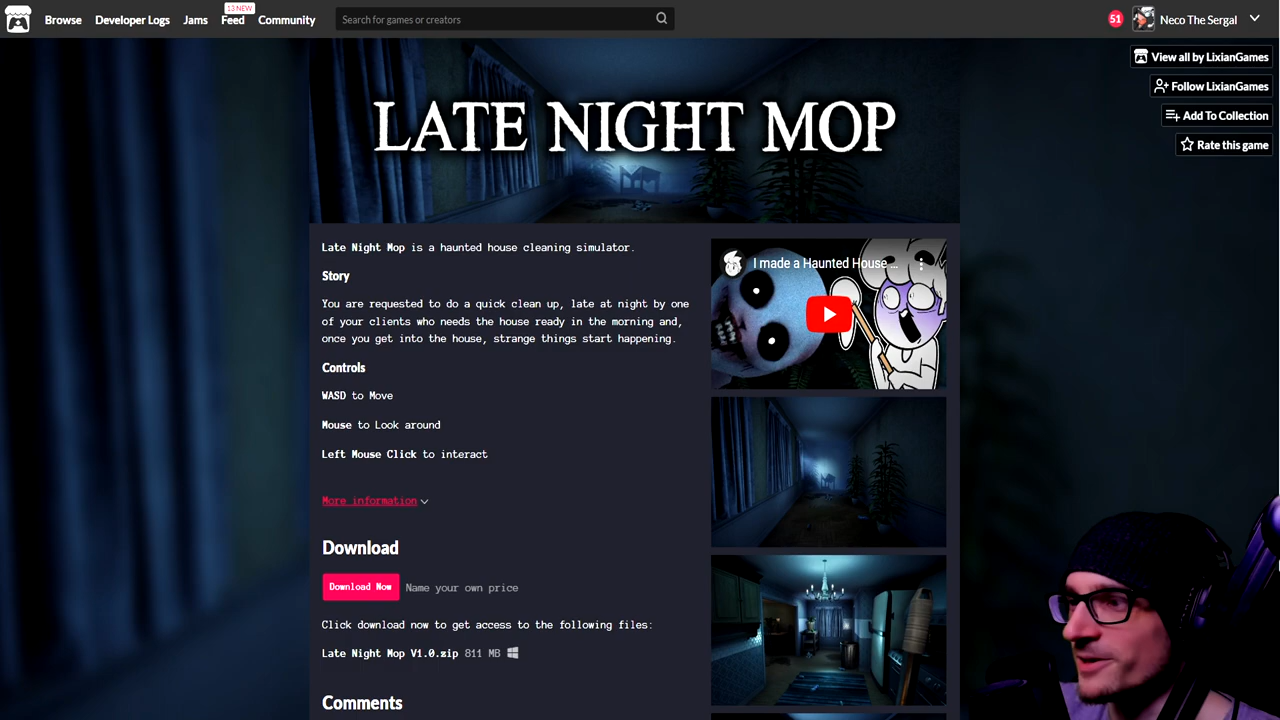 Browse Developer Logs Jams Feed Community
13 NEW
Search for games or creators
51
Neco The Sergal
View all by LixianGames
Follow LixianGames
Add To Collection
Rate this game
LATE NIGHT MOP
Late Night Mop is a haunted house cleaning simulator.
Story
You are requested to do a quick clean up, late at night by one
of your clients who needs the house ready in the morning and,
once you get into the house, strange things start happening.
Controls
WASD to Move
Mouse to Look around
Left Mouse Click to interact
More information
Download
Download Now Name your own price
Click download now to get access to the following files:
Late Night Mop V1.0.zip 811 MB
Comments
I made a Haunted House ...